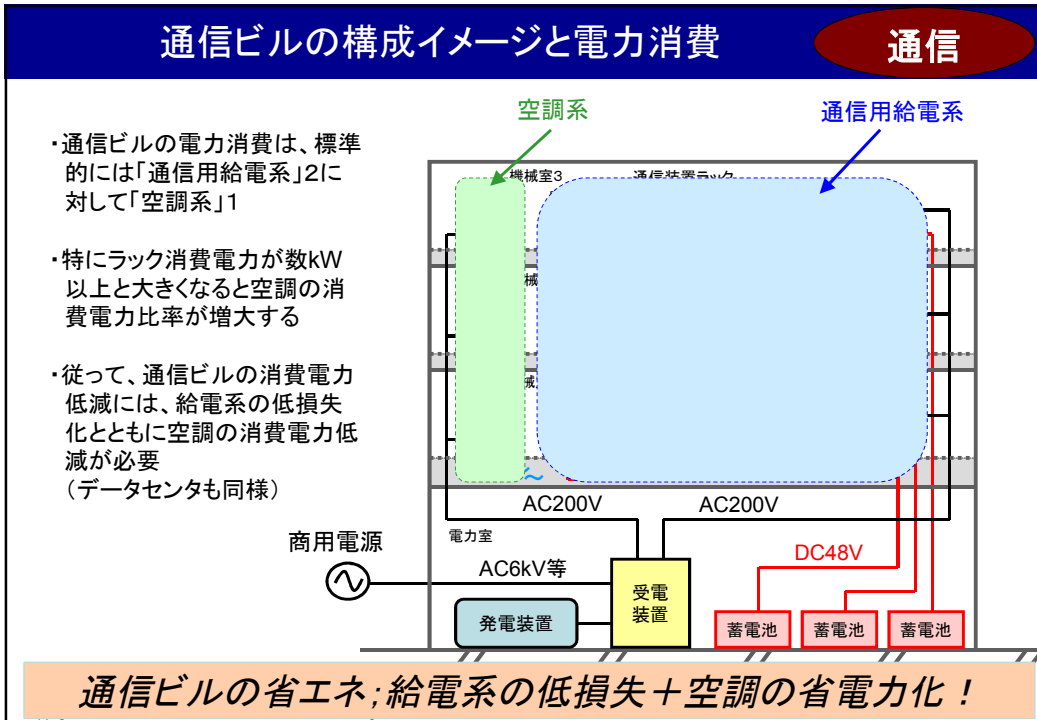 通信ビルの構成イメージと電力消費
通信
空調系
通信用給電系
・通信ビルの電力消費は、標準
的には「通信用給電系」2に
対して「空調系」1
・特にラック消費電力が数kW
以上と大きくなると空調の消
費電力比率が増大する
・従って、通信ビルの消費電力
低減には、給電系の低損失
化とともに空調の消費電力低
減が必要
（データセンタも同様）
機械室3
通信装置ラック
械
械
AC200V
AC200V
電力室
商用電源
AC6kV等
DC48V
受電
装置
発電装置
蓄電池
蓄電池
蓄電池
通信ビルの省エネ;給電系の低損失＋空調の省電力化！